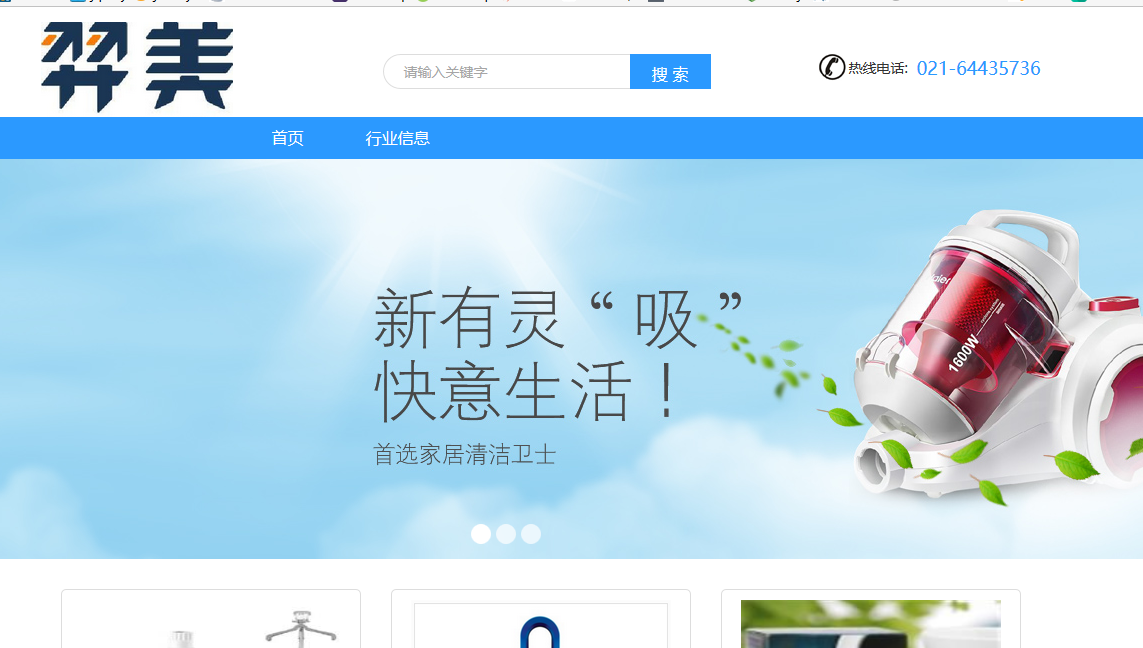 羿美
请输入关键字
搜 索
热线电话: 021-64435736
首页 行业信息
新有灵“吸”
快意生活！
首选家居清洁卫士
1600W